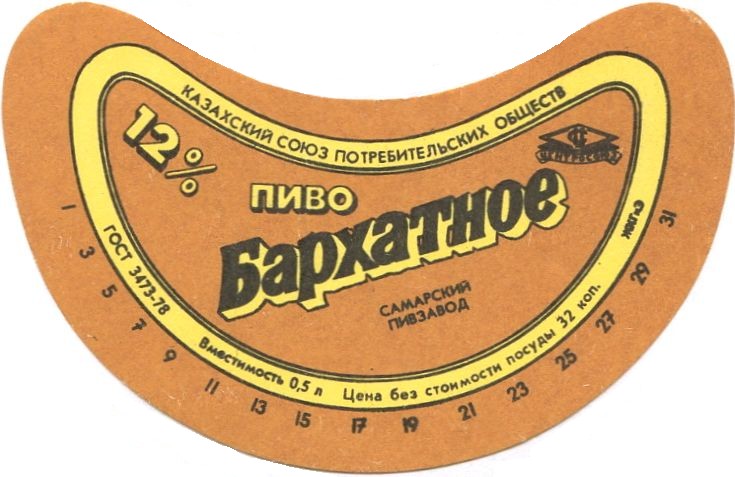 КАЗАХСКИЙ СОЮЗ ПОТРЕБИТЕЛЬСКИХ ОБЩЕСТВ
12%
ЦЕНТРОСОЮЗ
ПИВО
Бархатное
САМАРСКИЙ
ПИВЗАВОД
ГОСТ 3473-78
Вместимость 0,5 л Цена без стоимости посуды 32 коп.
1 3 5 7 9 11 13 15 17 19 21 23 25 27 29 31